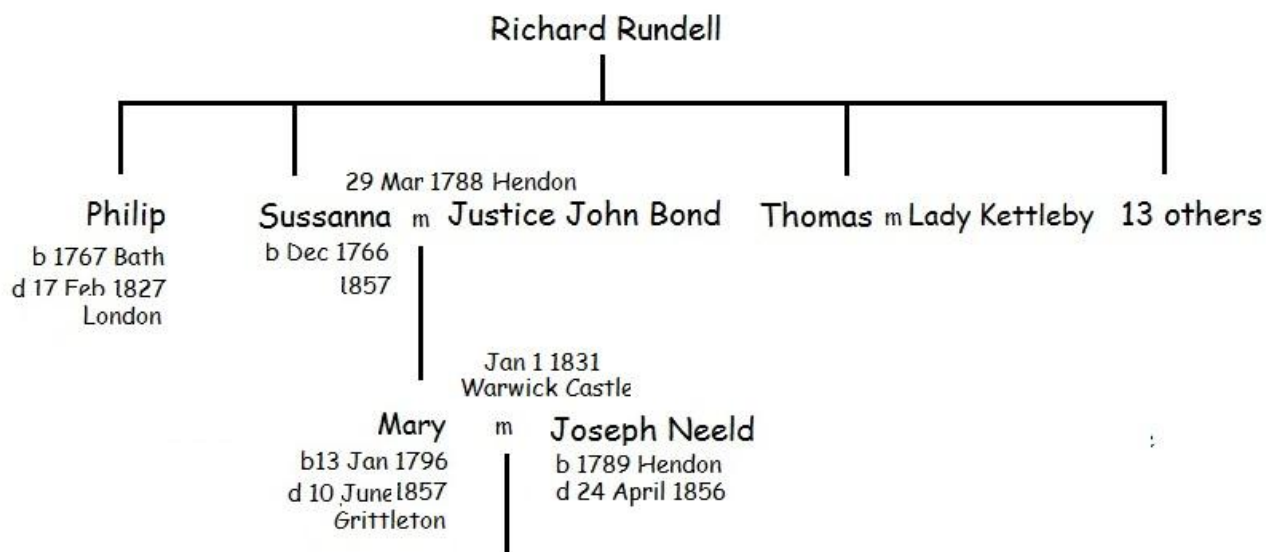 Richard Rundell
29 Mar 1788 Hendon
Philip Sussanna m Justice John Bond Thomas m Lady Kettleby 13 others
b 1767 Bath b Dec 1766
d 17 Feb 1827 1857
London
Jan 1 1831
Warwick Castle
Mary m Joseph Neeld
b13 Jan 1796 b 1789 Hendon
d 10 June 1857 d 24 April 1856
Grittleton